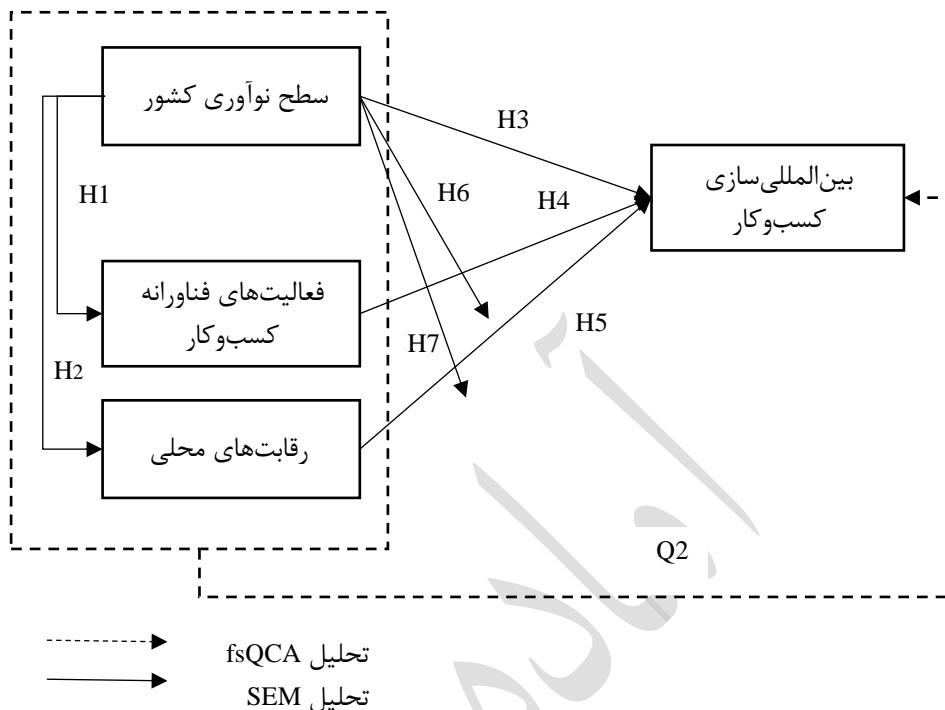 سطح نوآوری کشور
H3
بین‌المللی‌سازی
کسب‌وکار
H1
H6
H4
فعالیت‌های فناورانه
کسب‌وکار
H5
H7
H2
رقابت‌های محلی
Q2
تحلیل fsQCA
تحلیل SEM